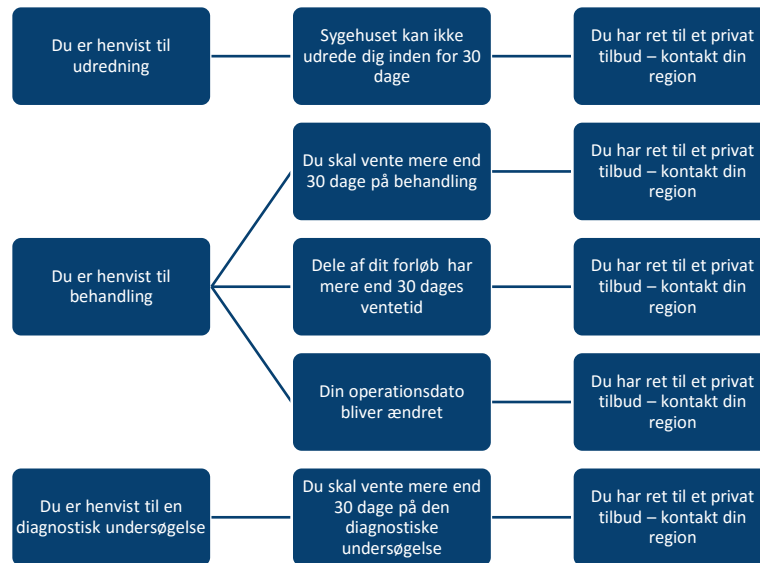 Du er henvist til
udredning
Sygehuset kan ikke
udrede dig inden for 30
dage
Du har ret til et privat
tilbud – kontakt din
region
Du er henvist til
behandling
Du skal vente mere end
30 dage på behandling
Du har ret til et privat
tilbud – kontakt din
region
Dele af dit forløb  har
mere end 30 dages
ventetid
Du har ret til et privat
tilbud – kontakt din
region
Din operationsdato
bliver ændret
Du har ret til et privat
tilbud – kontakt din
region
Du er henvist til en
diagnostisk undersøgelse
Du skal vente mere end
30 dage på den
diagnostiske
undersøgelse
Du har ret til et privat
tilbud – kontakt din
region